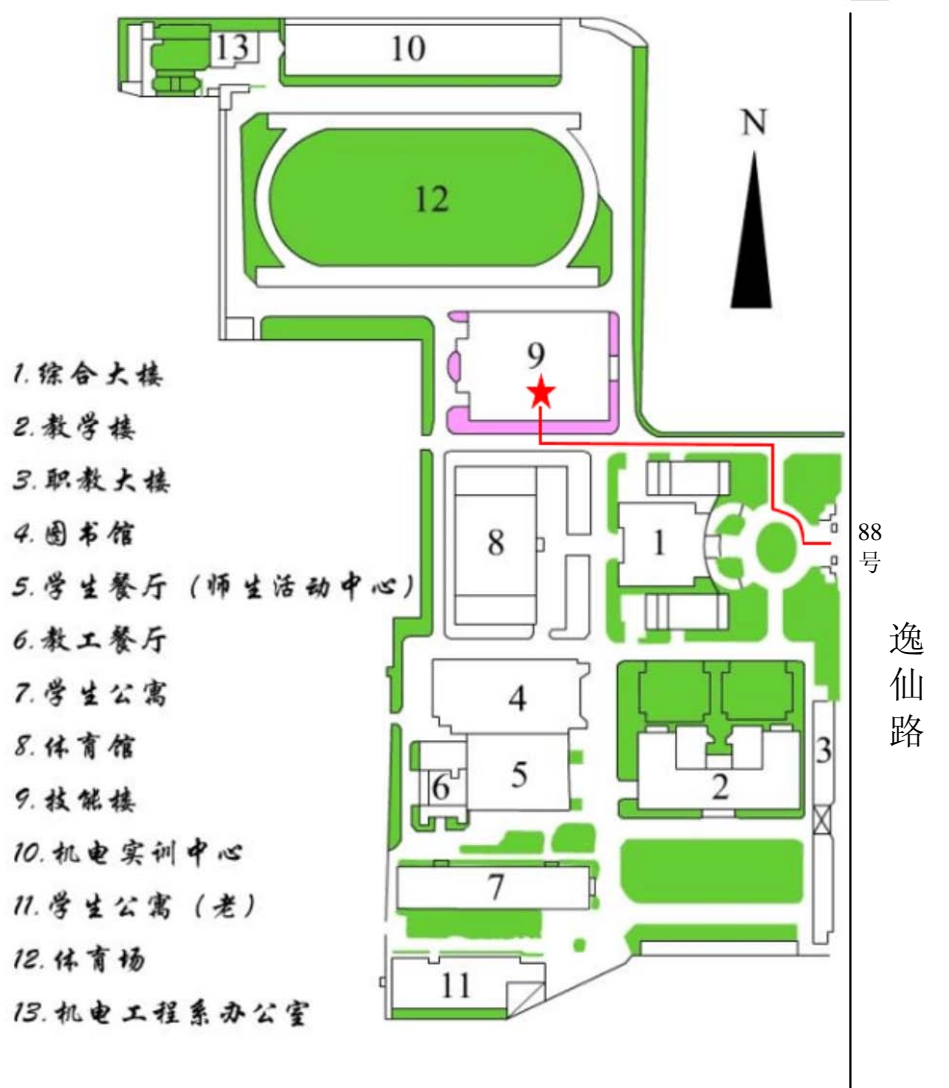 13
10
N
12
9
1.综合大楼
2.教学楼
3.职教大楼
4.图书馆
5.学生餐厅（师生活动中心）
6.教工餐厅
7.学生公寓
8.体育馆
9.技能楼
10.机电实训中心
11.学生公寓（老）
12.体育场
13.机电工程系办公室
8
1
88
号
逸仙路
4
3
5
6
2
7
11